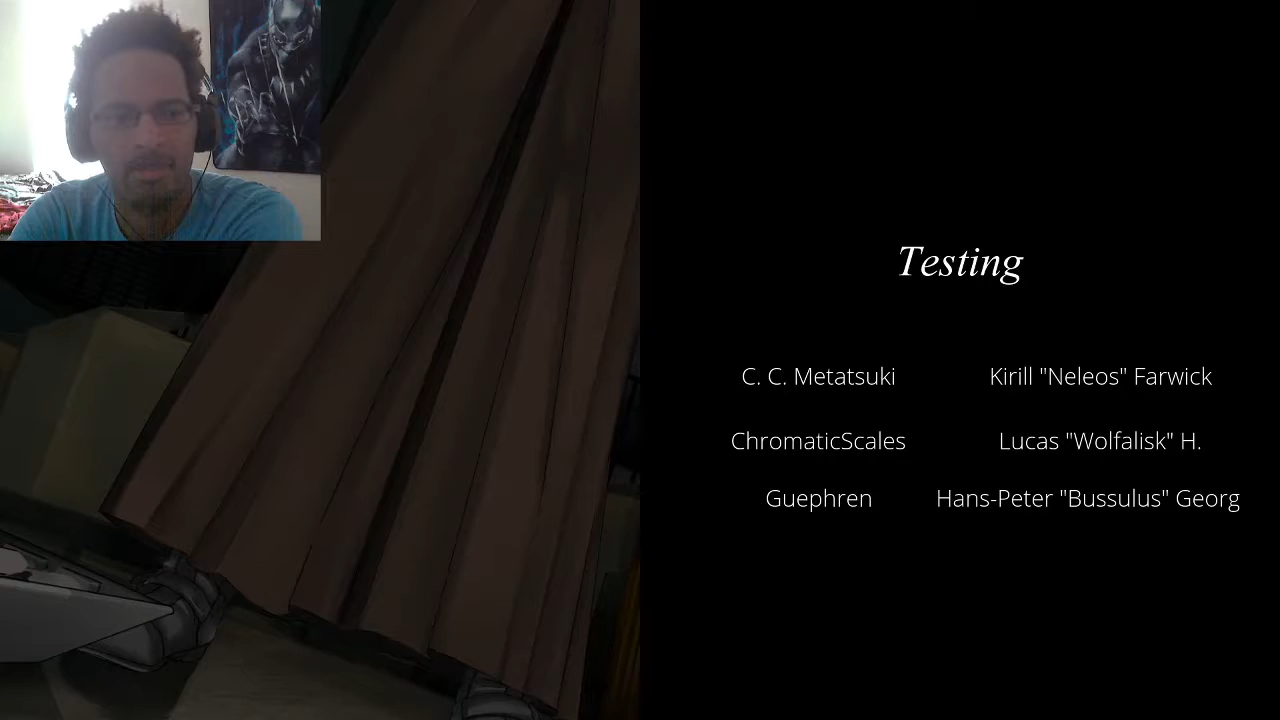 Testing
C. C. Metatsuki Kirill "Neleos" Farwick
ChromaticScales Lucas "Wolfalisk" H.
Guephren Hans-Peter "Bussulus" Georg